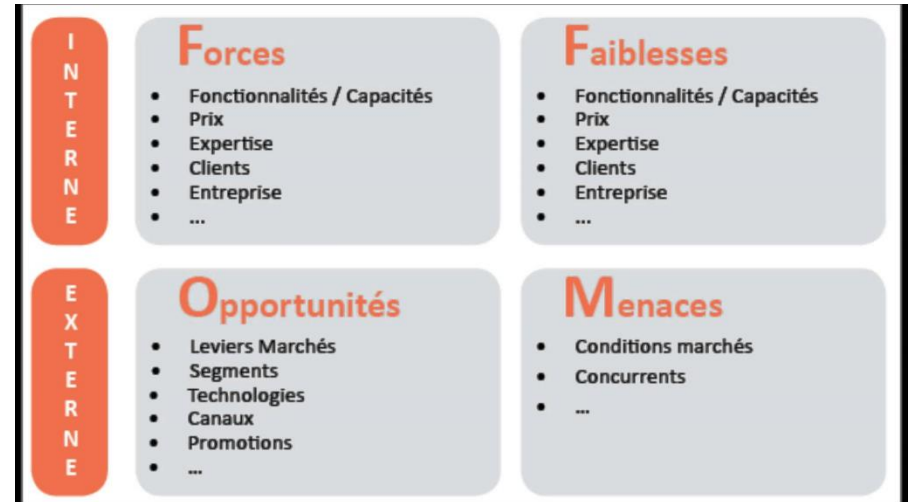 INTERNE
Forces
• Fonctionnalités / Capacités
• Prix
• Expertise
• Clients
• Entreprise
• ...
Faiblesses
• Fonctionnalités / Capacités
• Prix
• Expertise
• Clients
• Entreprise
• ...
EXTERNE
Opportunités
• Leviers Marchés
• Segments
• Technologies
• Canaux
• Promotions
• ...
Menaces
• Conditions marchés
• Concurrents
• ...